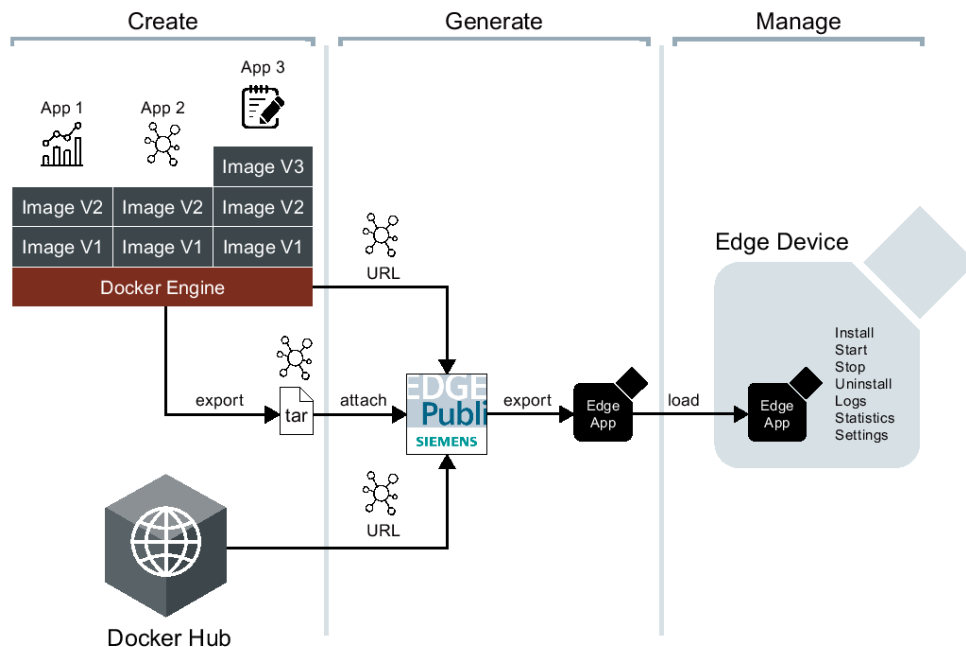 Create
Generate
Manage
App 3
App 1
App 2
Image V3
Image V2
Image V2
Image V2
Image V1
Image V1
Image V1
Docker Engine
URL
export
tar
attach
EDGE
Publi
SIEMENS
export
Edge
App
load
Edge Device
Edge
App
Install
Start
Stop
Uninstall
Logs
Statistics
Settings
URL
Docker Hub